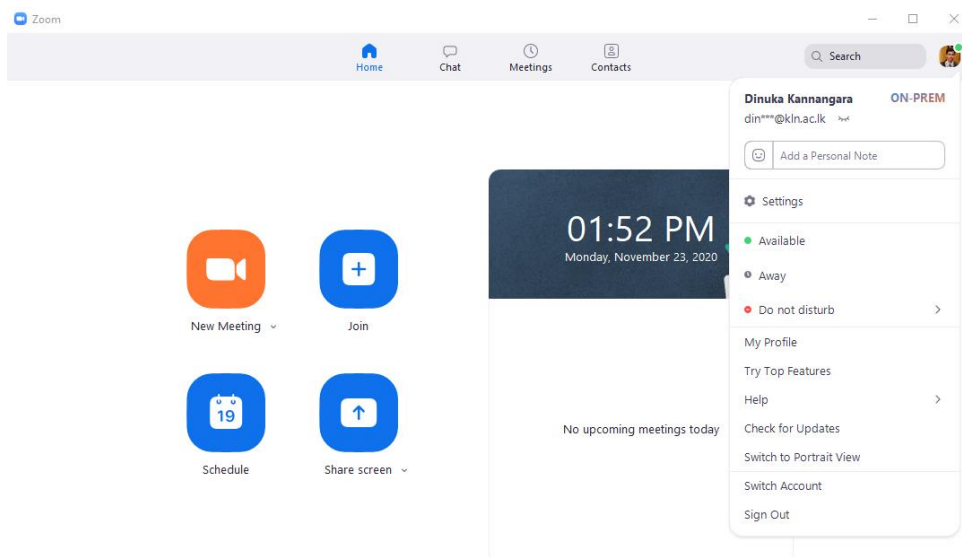 Zoom
Home
Chat
Meetings
Contacts
Search
Dinuka Kannangara
ON-PREM
din***@kln.ac.lk
Add a Personal Note
Settings
Available
Away
Do not disturb
My Profile
Try Top Features
Help
Check for Updates
Switch to Portrait View
Switch Account
Sign Out
01:52 PM
Monday, November 23, 2020
New Meeting
Join
19
Schedule
Share screen
No upcoming meetings today